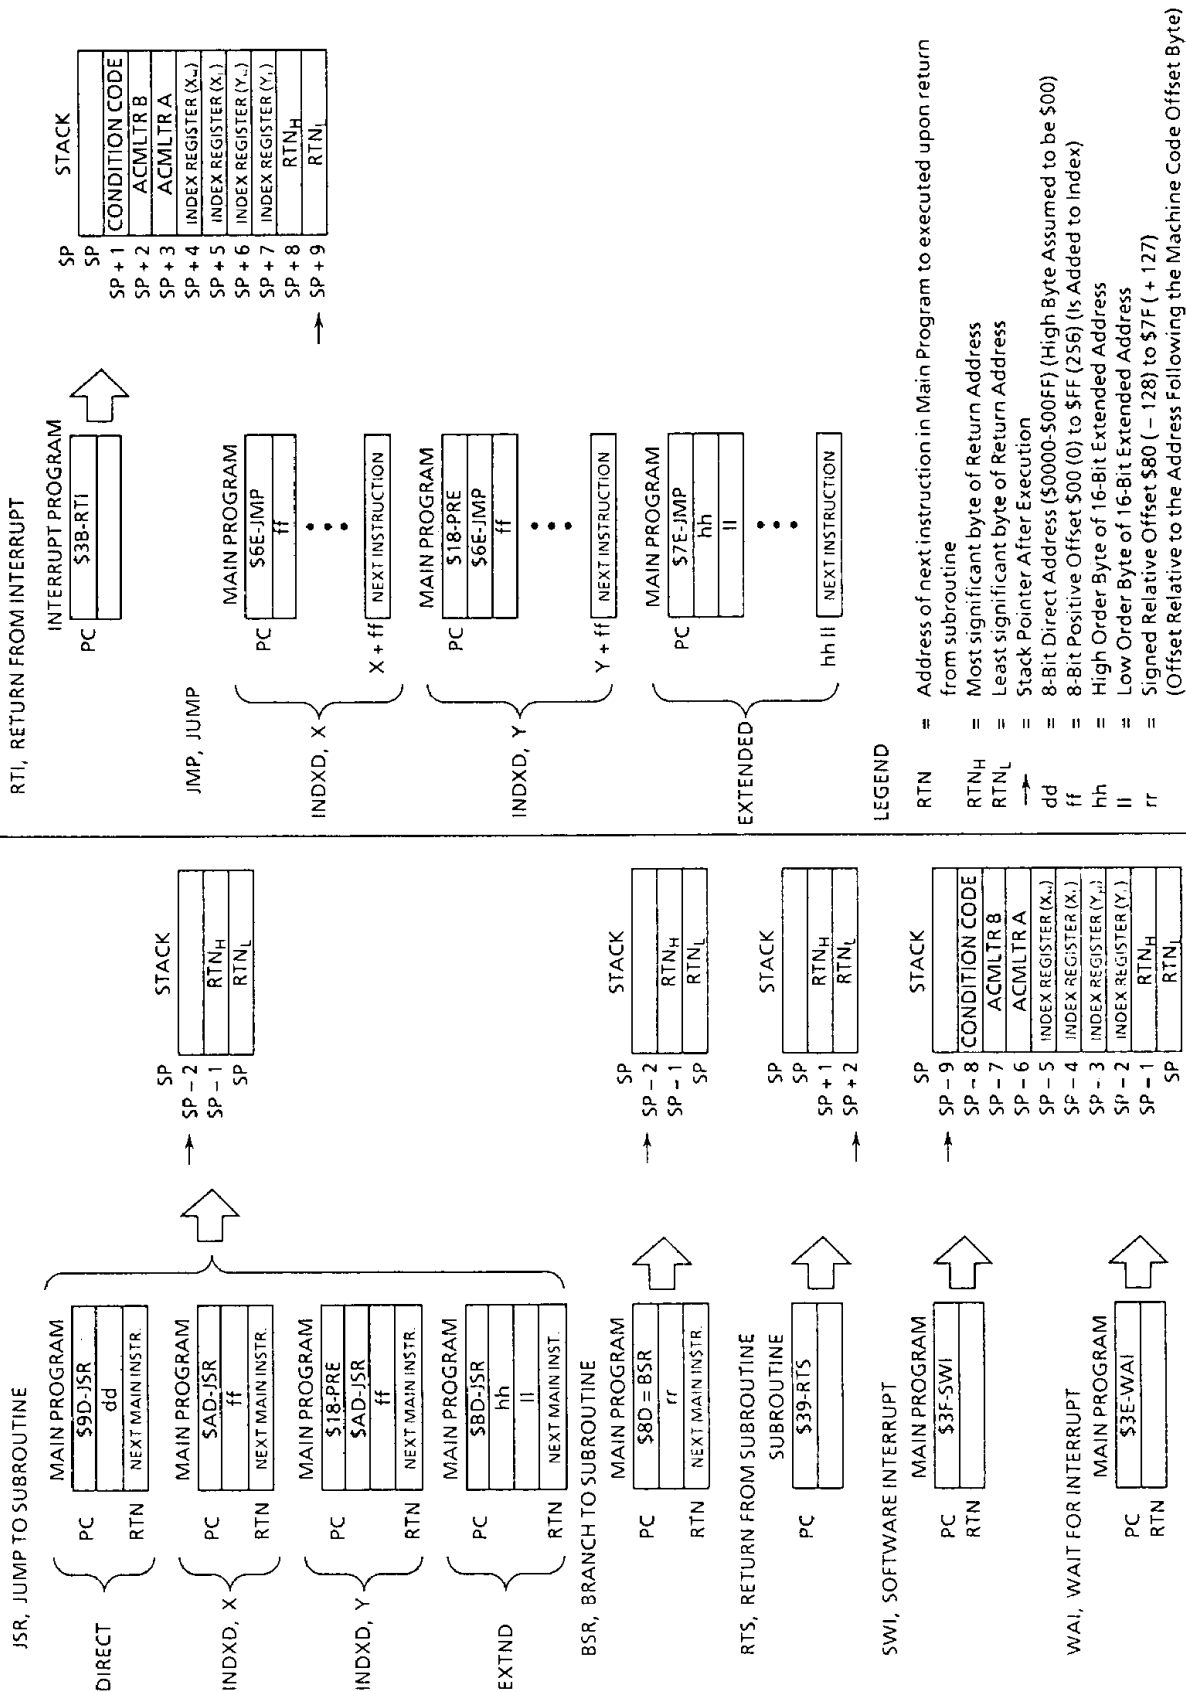 JSR, JUMP TO SUBROUTINE
DIRECT
MAIN PROGRAM
PC $9D-JSR
dd
RTN NEXT MAIN INSTR.
INDXD, X
MAIN PROGRAM
PC $AD-JSR
ff
RTN NEXT MAIN INSTR.
INDXD, Y
MAIN PROGRAM
PC $18-PRE
$AD-JSR
ff
RTN NEXT MAIN INSTR.
EXTND
MAIN PROGRAM
PC $BD-JSR
hh
ll
RTN NEXT MAIN INST.
STACK
SP
→ SP – 2
SP – 1 RTNH
SP RTNL
BSR, BRANCH TO SUBROUTINE
MAIN PROGRAM
PC $8D = BSR
rr
RTN NEXT MAIN INSTR.
STACK
SP
→ SP – 2
SP – 1 RTNH
SP RTNL
RTS, RETURN FROM SUBROUTINE
SUBROUTINE
PC $39-RTS
STACK
SP
SP
SP + 1 RTNH
→ SP + 2 RTNL
SWI, SOFTWARE INTERRUPT
MAIN PROGRAM
PC $3F-SWI
RTN
WAI, WAIT FOR INTERRUPT
MAIN PROGRAM
PC $3E-WAI
RTN
STACK
SP
→ SP – 9
SP – 8 CONDITION CODE
SP – 7 ACMLTR B
SP – 6 ACMLTR A
SP – 5 INDEX REGISTER (XH)
SP – 4 INDEX REGISTER (XL)
SP – 3 INDEX REGISTER (YH)
SP – 2 INDEX REGISTER (YL)
SP – 1 RTNH
SP RTNL
RTI, RETURN FROM INTERRUPT
INTERRUPT PROGRAM
PC $3B-RTI
STACK
SP
SP
SP + 1 CONDITION CODE
SP + 2 ACMLTR B
SP + 3 ACMLTR A
SP + 4 INDEX REGISTER (XH)
SP + 5 INDEX REGISTER (XL)
SP + 6 INDEX REGISTER (YH)
SP + 7 INDEX REGISTER (YL)
SP + 8 RTNH
→ SP + 9 RTNL
JMP, JUMP
INDXD, X
MAIN PROGRAM
PC $6E-JMP
ff
X + ff NEXT INSTRUCTION
INDXD, Y
MAIN PROGRAM
PC $18-PRE
$6E-JMP
ff
Y + ff NEXT INSTRUCTION
EXTENDED
MAIN PROGRAM
PC $7E-JMP
hh
ll
hh ll NEXT INSTRUCTION
LEGEND
RTN = Address of next instruction in Main Program to executed upon return
from subroutine
RTNH = Most significant byte of Return Address
RTNL = Least significant byte of Return Address
→ = Stack Pointer After Execution
dd = 8-Bit Direct Address ($0000-$00FF) (High Byte Assumed to be $00)
ff = 8-Bit Positive Offset $00 (0) to $FF (256) (Is Added to Index)
hh = High Order Byte of 16-Bit Extended Address
ll = Low Order Byte of 16-Bit Extended Address
rr = Signed Relative Offset $80 ( – 128) to $7F ( + 127)
(Offset Relative to the Address Following the Machine Code Offset Byte)